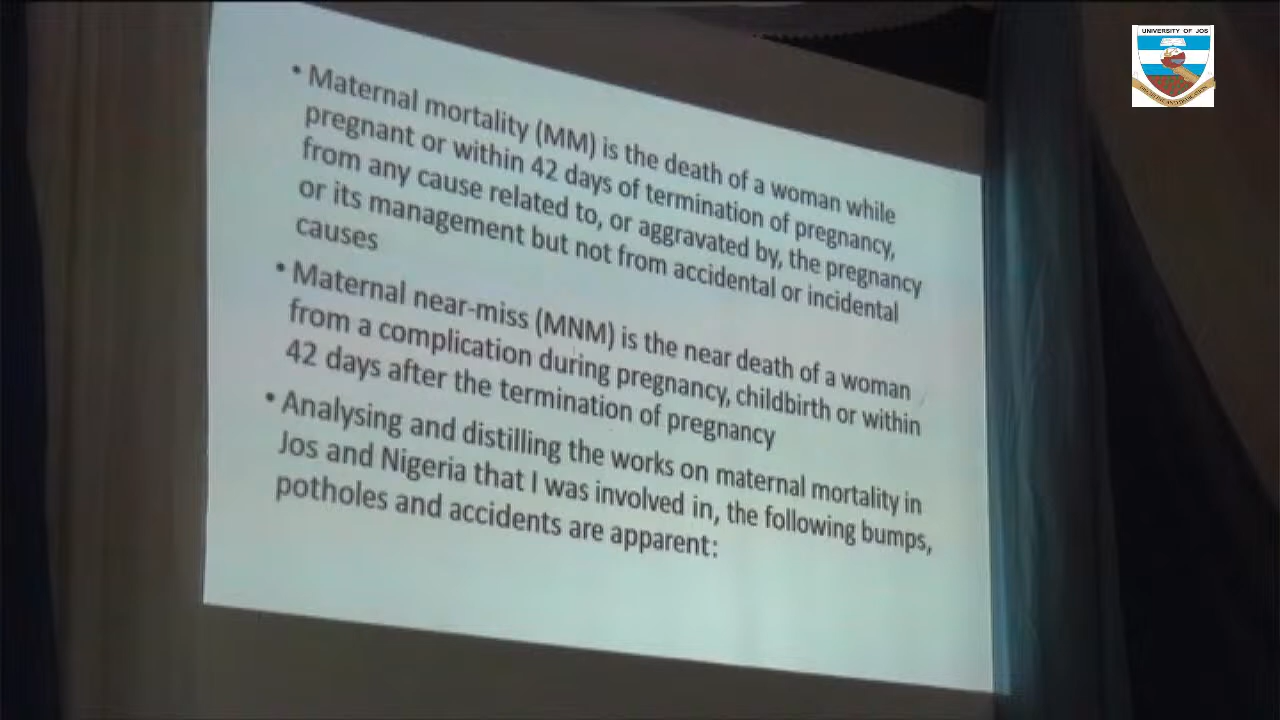 UNIVERSITY OF JOS
• Maternal mortality (MM) is the death of a woman while
pregnant or within 42 days of termination of pregnancy,
from any cause related to, or aggravated by, the pregnancy
or its management but not from accidental or incidental
causes
• Maternal near-miss (MNM) is the near death of a woman
from a complication during pregnancy, childbirth or within
42 days after the termination of pregnancy
• Analysing and distilling the works on maternal mortality in
Jos and Nigeria that I was involved in, the following bumps,
potholes and accidents are apparent: